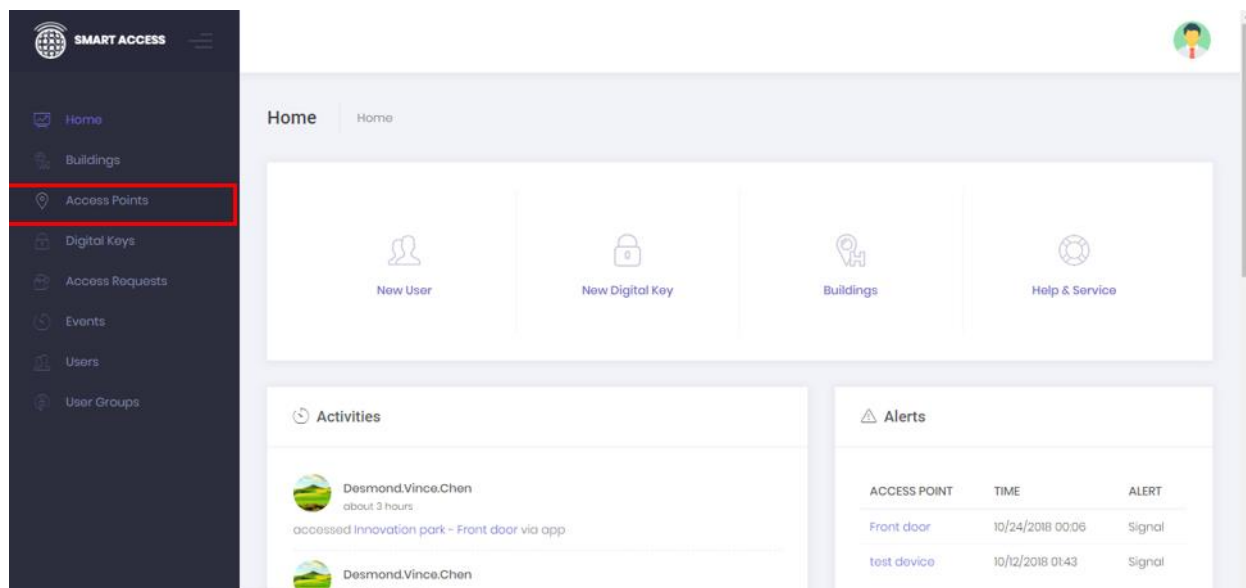 SMART ACCESS
Home
Buildings
Access Points
Digital Keys
Access Requests
Events
Users
User Groups
Home Home
New User New Digital Key Buildings Help & Service
Activities
Desmond.Vince.Chen
about 3 hours
accessed Innovation park - Front door via app
Desmond.Vince.Chen
Alerts
ACCESS POINT TIME ALERT
Front door 10/24/2018 00:06 Signal
test device 10/12/2018 01:43 Signal